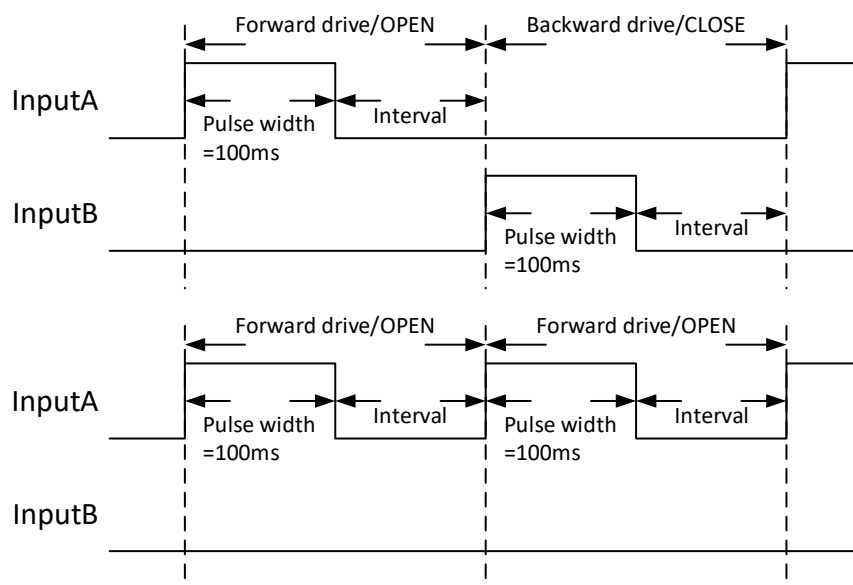 Forward drive/OPEN
Backward drive/CLOSE
InputA
Pulse width
=100ms
Interval
InputB
Pulse width
=100ms
Interval
Forward drive/OPEN
Forward drive/OPEN
InputA
Pulse width
=100ms
Interval
Pulse width
=100ms
Interval
InputB